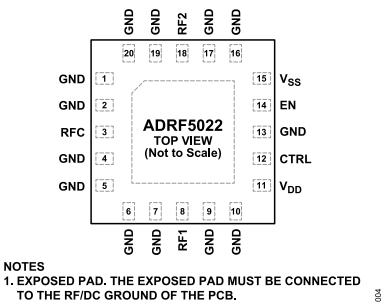 GND GND RF2 GND GND
20 19 18 17 16
GND 1
GND 2
RFC 3
GND 4
GND 5
ADRF5022
TOP VIEW
(Not to Scale)
15 VSS
14 EN
13 GND
12 CTRL
11 VDD
6 7 8 9 10
GND GND RF1 GND GND
NOTES
1. EXPOSED PAD. THE EXPOSED PAD MUST BE CONNECTED
TO THE RF/DC GROUND OF THE PCB.
004